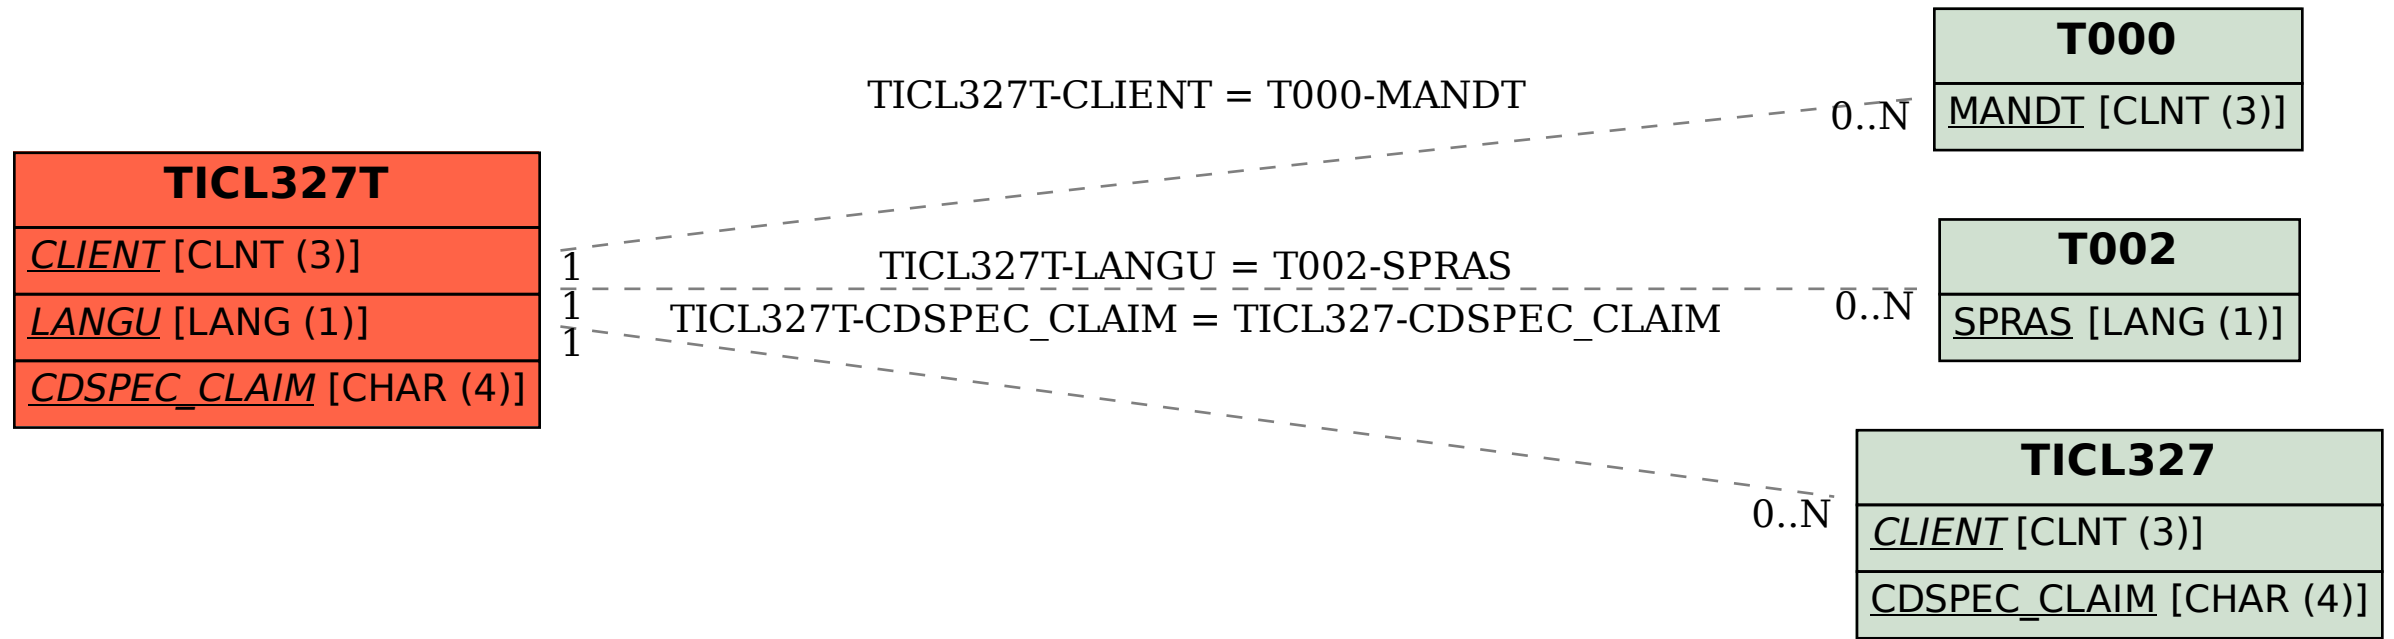 TICL327T
CLIENT [CLNT (3)]
LANGU [LANG (1)]
CDSPEC_CLAIM [CHAR (4)]
TICL327T-CLIENT = T000-MANDT
1
0..N
TICL327T-LANGU = T002-SPRAS
1
0..N
TICL327T-CDSPEC_CLAIM = TICL327-CDSPEC_CLAIM
1
0..N
T000
MANDT [CLNT (3)]
T002
SPRAS [LANG (1)]
TICL327
CLIENT [CLNT (3)]
CDSPEC_CLAIM [CHAR (4)]